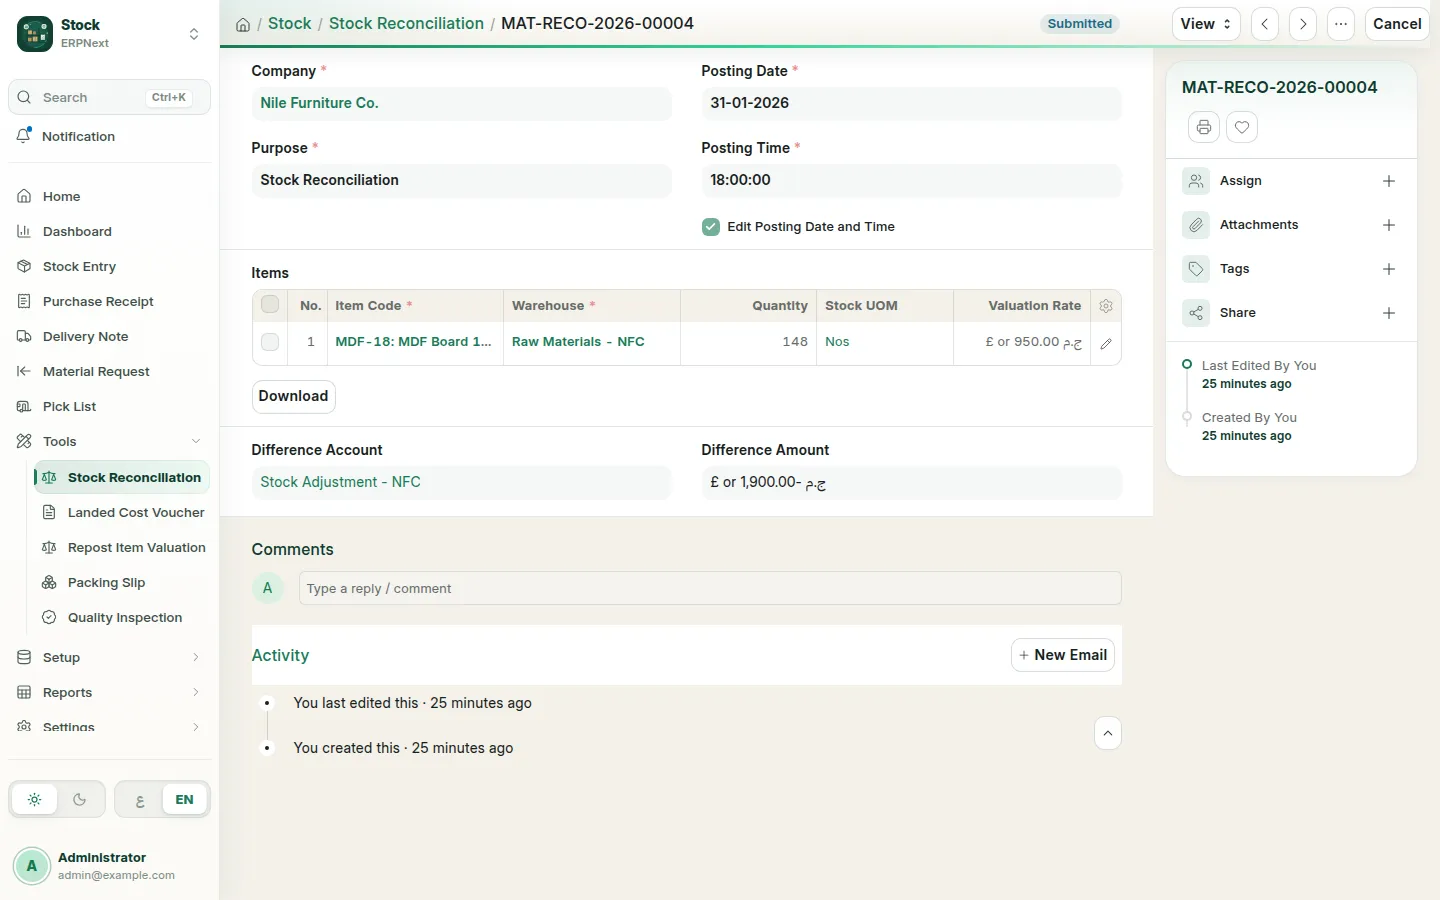 Stock
ERPNext
Search
Ctrl+K
Notification
Home
Dashboard
Stock Entry
Purchase Receipt
Delivery Note
Material Request
Pick List
Tools
Stock Reconciliation
Landed Cost Voucher
Repost Item Valuation
Packing Slip
Quality Inspection
Setup
Reports
Settings
ع
EN
A
Administrator
admin@example.com
/ Stock / Stock Reconciliation / MAT-RECO-2026-00004
Submitted
View
Cancel
Company *
Nile Furniture Co.
Posting Date *
31-01-2026
Purpose *
Stock Reconciliation
Posting Time *
18:00:00
Edit Posting Date and Time
Items
No. Item Code * Warehouse * Quantity Stock UOM Valuation Rate
1 MDF-18: MDF Board 1... Raw Materials - NFC 148 Nos £ or 950.00 ج.م
Download
Difference Account
Stock Adjustment - NFC
Difference Amount
£ or 1,900.00- ج.م
Comments
A
Type a reply / comment
Activity
+ New Email
You last edited this · 25 minutes ago
You created this · 25 minutes ago
MAT-RECO-2026-00004
Assign
Attachments
Tags
Share
Last Edited By You
25 minutes ago
Created By You
25 minutes ago